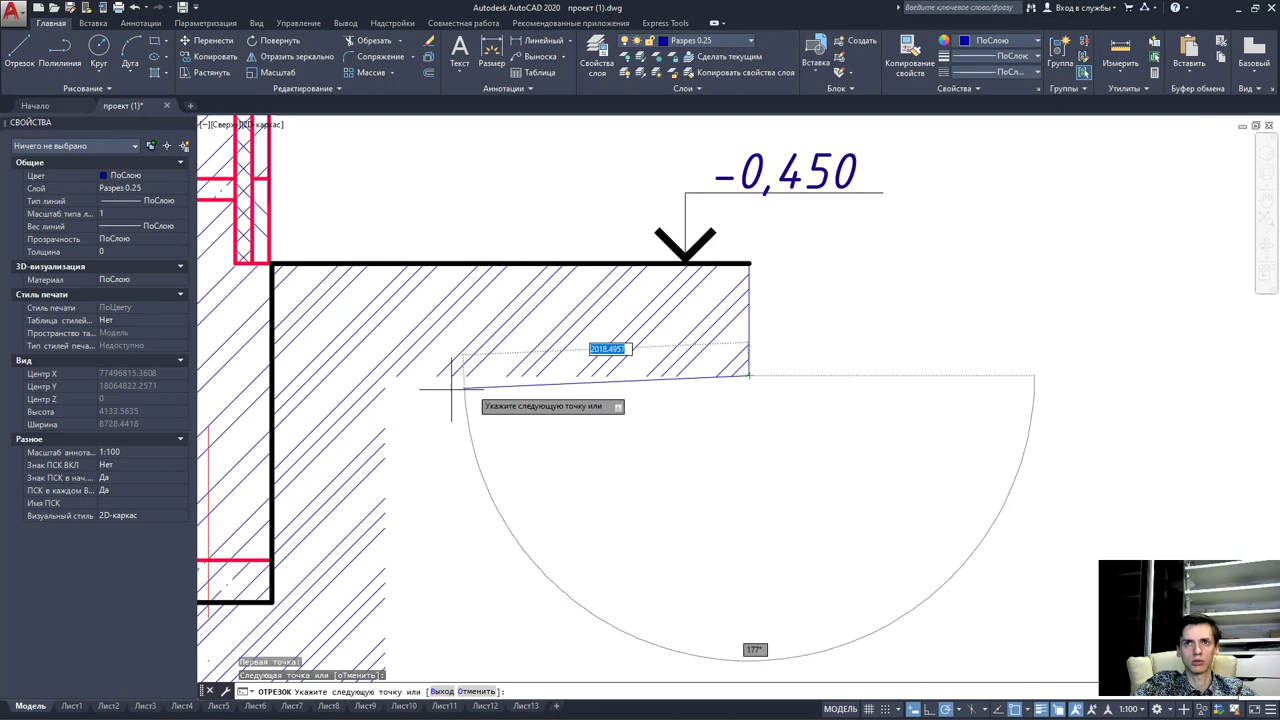 Autodesk AutoCAD 2020 проект (1).dwg
Введите ключевое слово/фразу
Вход в службы
Главная Вставка Аннотации Параметризация Вид Управление Вывод Надстройки Совместная работа Рекомендованные приложения Express Tools
Отрезок Полилиния Круг Дуга
Перенести Повернуть Обрезать
Копировать Отразить зеркально Сопряжение
Растянуть Масштаб Массив
Текст Размер
Линейный
Выноска
Таблица
Свойства слоя
Разрез 0.25
Сделать текущим
Копировать свойства слоя
Вставка
Создать
Копирование свойств
ПоСлою
ПоСлою
ПоСл...
Группа
Измерить
Вставить
Базовый
Рисование Редактирование Аннотации Слои Блок Свойства Группы Утилиты Буфер обмена Вид
Начало проект (1)*
СВОЙСТВА
Ничего не выбрано
Общие
Цвет ПоСлою
Слой Разрез 0.25
Тип линий ПоСлою
Масштаб типа л... 1
Вес линий ПоСлою
Прозрачность ПоСлою
Толщина 0
3D-визуализация
Материал ПоСлою
Стиль печати
Стиль печати ПоЦвету
Таблица стилей... Нет
Пространство ... Модель
Тип стилей печа... Недоступно
Вид
Центр X 77496815.3608
Центр Y 18064822.2571
Центр Z 0
Высота 4133.5635
Ширина 8728.4418
Разное
Масштаб аннота... 1:100
Знак ПСК ВКЛ Нет
Знак ПСК в нач.... Да
ПСК в каждом В... Да
Имя ПСК
Визуальный стиль 2D-каркас
[−][Сверху][2D-каркас]
-0,450
2018.4957
Укажите следующую точку или
177°
Первая точка:
Следующая точка или [оТменить]:
ОТРЕЗОК Укажите следующую точку или [Выход Отменить]:
Модель Лист1 Лист2 Лист3 Лист4 Лист5 Лист6 Лист7 Лист8 Лист9 Лист10 Лист11 Лист12 Лист13
МОДЕЛЬ
1:100